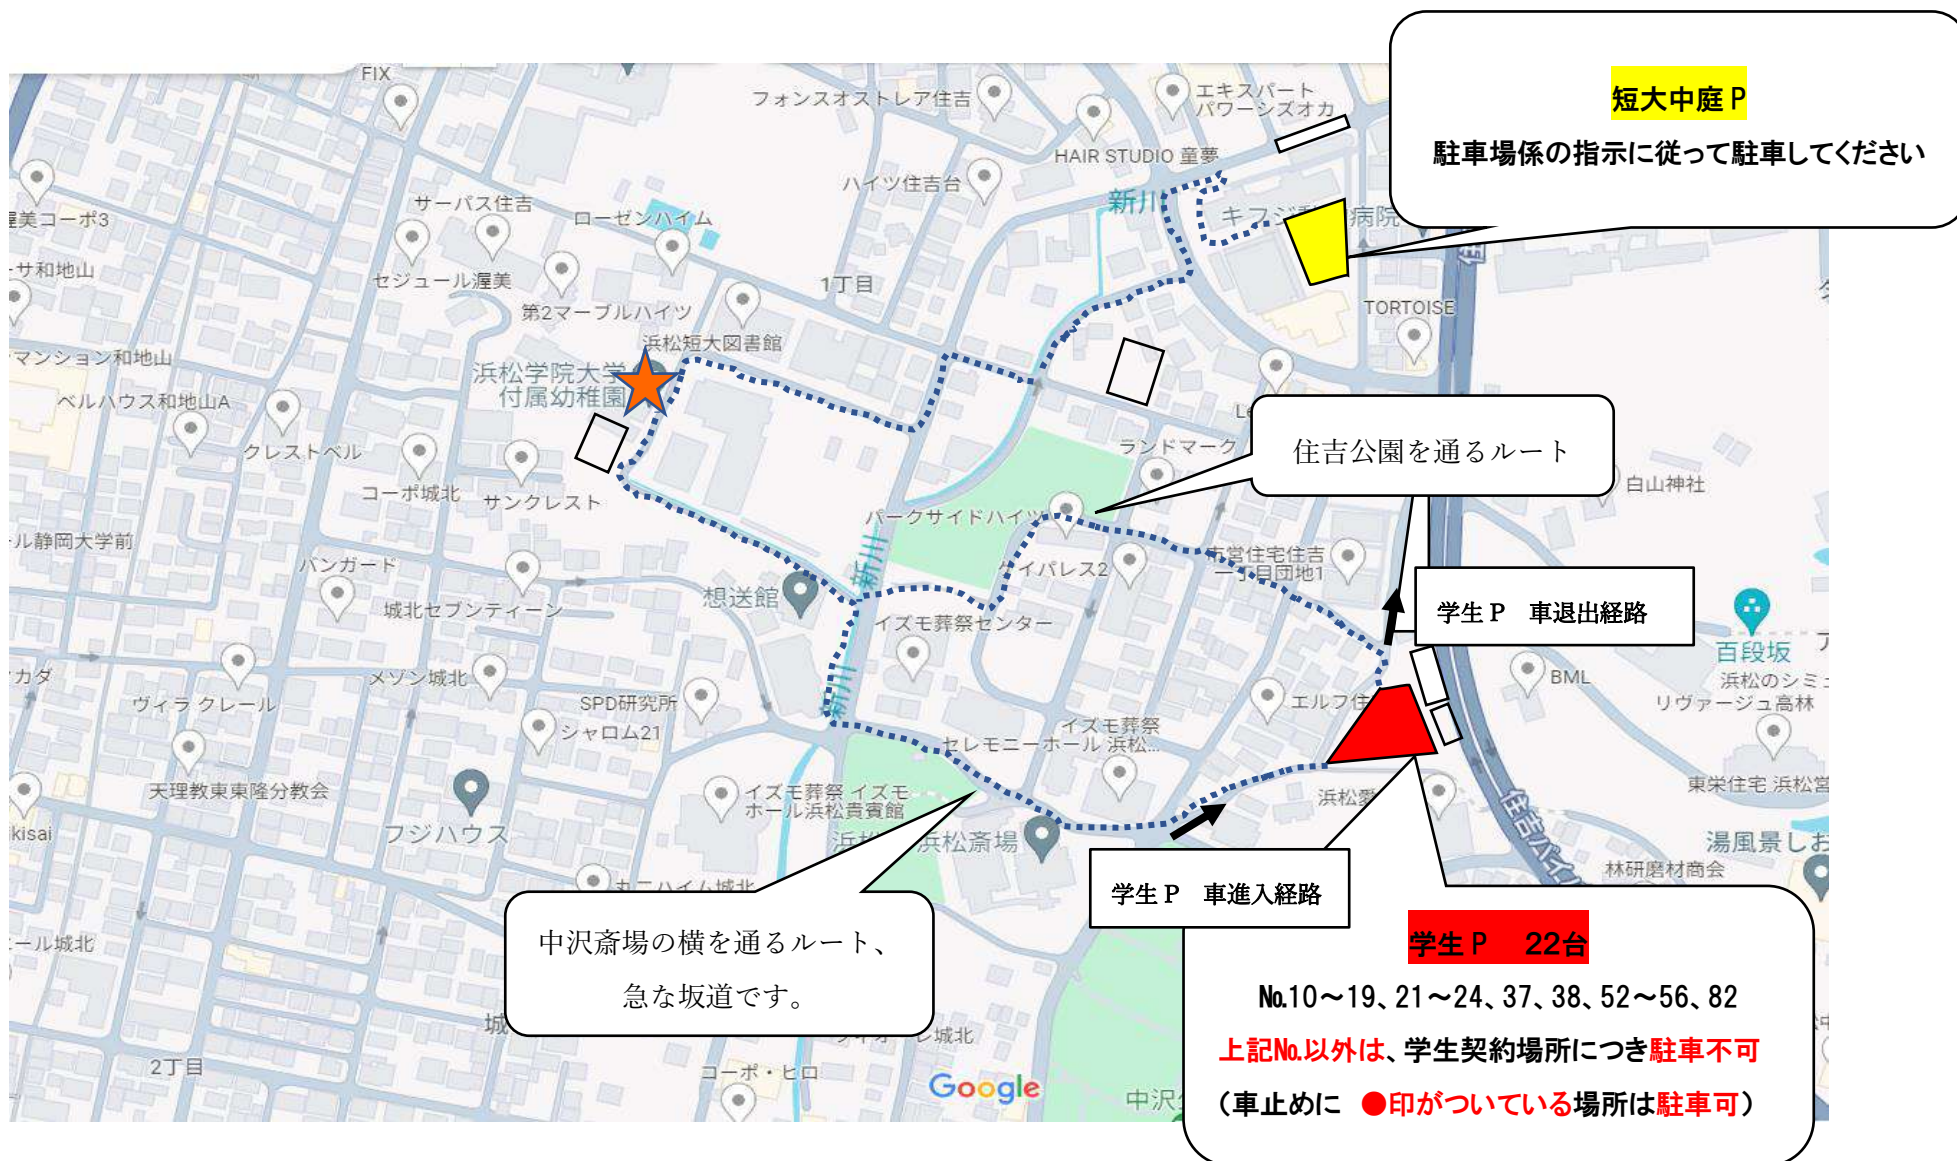 短大中庭 P
駐車場係の指示に従って駐車してください
FIX
フォンスオストレア住吉
エキスパート
パワーシズオカ
HAIR STUDIO 童夢
ハイツ住吉台
新川
病院
サーパス住吉
ローゼンハイム
セジュール渥美
1丁目
第2マーブルハイツ
TORTOISE
浜松短大図書館
マンション和地山
浜松学院大学
付属幼稚園
ベルハウス和地山A
クレストベル
ランドマーク
住吉公園を通るルート
コーポ城北
サンクレスト
パークサイドハイツ
白山神社
バンガード
新川
ケイパレス2
市営住宅住吉
一丁目団地1
城北セブンティーン
想送館
イズモ葬祭センター
学生 P 車退出経路
百段坂
メゾン城北
新川
SPD研究所
BML
ヴィラ クレール
シャロム21
リヴァージュ高林
イズモ葬祭
セレモニーホール 浜松...
天理教東東隆分教会
イズモ葬祭 イズモ
ホール浜松貴賓館
フジハウス
浜松斎場
湯風景しお
林研磨材商会
住吉バイパ
学生 P 車進入経路
中沢斎場の横を通るルート、
急な坂道です。
学生 P 22台
№10～19、21～24、37、38、52～56、82
上記№以外は、学生契約場所につき駐車不可
（車止めに ●印がついている場所は駐車可）
2丁目
コーポ・ヒロ
Google